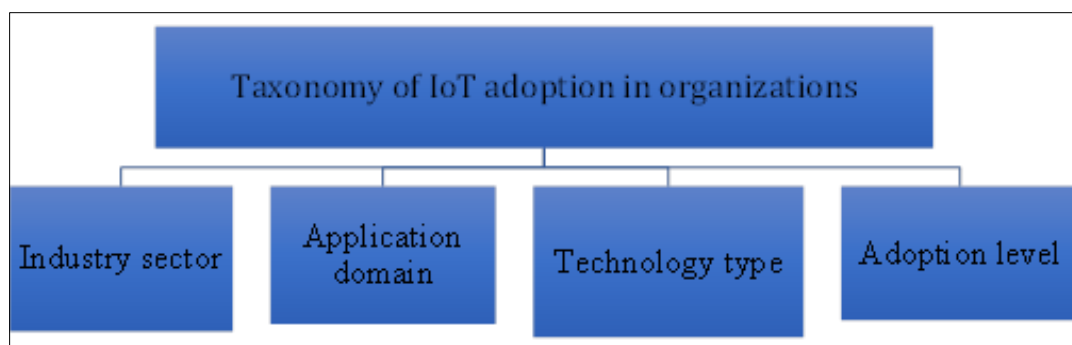 Taxonomy of IoT adoption in organizations
Industry sector
Application
domain
Technology type
Adoption level